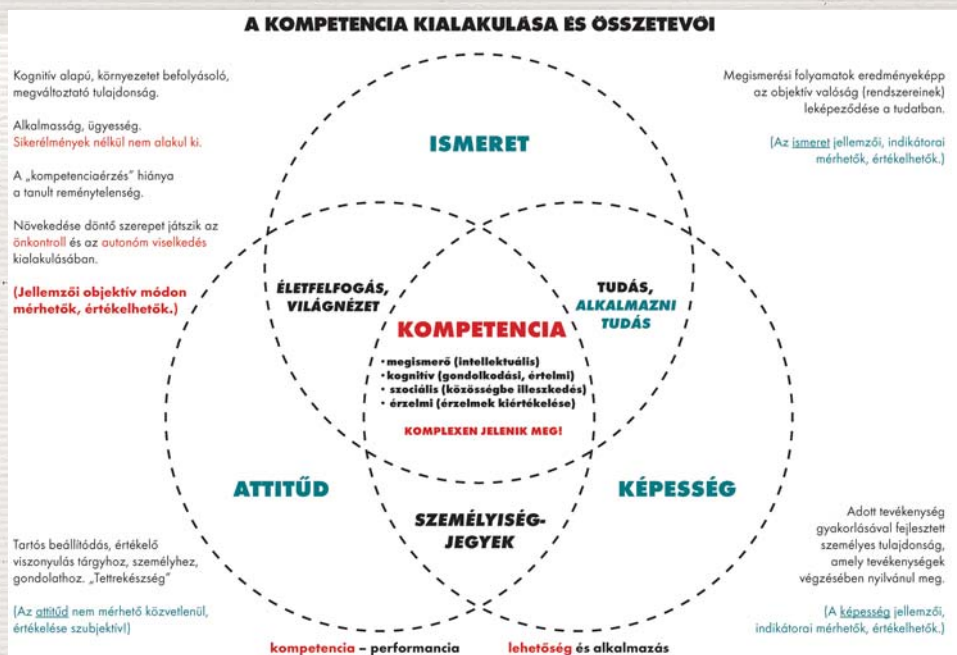 A KOMPETENCIA KIALAKULÁSA ÉS ÖSSZETEVŐI
Kognitív alapú, környezetet befolyásoló,
megváltoztató tulajdonság.
Alkalmasság, ügyesség.
Sikerélmények nélkül nem alakul ki.
A „kompetenciaérzés” hiánya
a tanult reménytelenség.
Növekedése döntő szerepet játszik az
önkontroll és az autonóm viselkedés
kialakulásában.
(Jellemzői objektív módon
mérhetők, értékelhetők.)
Megismerési folyamatok eredményeképp
az objektív valóság (rendszereinek)
leképeződése a tudatban.
(Az ismeret jellemzői, indikátorai
mérhetők, értékelhetők.)
ISMERET
ÉLETFELFOGÁS,
VILÁGNÉZET
TUDÁS,
ALKALMAZNI
TUDÁS
KOMPETENCIA
• megismerő (intellektuális)
• kognitív (gondolkodási, értelmi)
• szociális (közösségbe illeszkedés)
• érzelmi (érzelmek kiértékelése)
KOMPLEXEN JELENIK MEG!
ATTITŰD
KÉPESSÉG
SZEMÉLYISÉG-
JEGYEK
Tartós beállítódás, értékelő
viszonyulás tárgyhoz, személyhez,
gondolathoz. „Tettrekészség”
(Az attitűd nem mérhető közvetlenül,
értékelése szubjektív!)
Adott tevékenység
gyakorlásával fejlesztett
személyes tulajdonság,
amely tevékenységek
végzésében nyilvánul meg.
(A képesség jellemzői,
indikátorai mérhetők, értékelhetők.)
kompetencia – performancia
lehetőség és alkalmazás